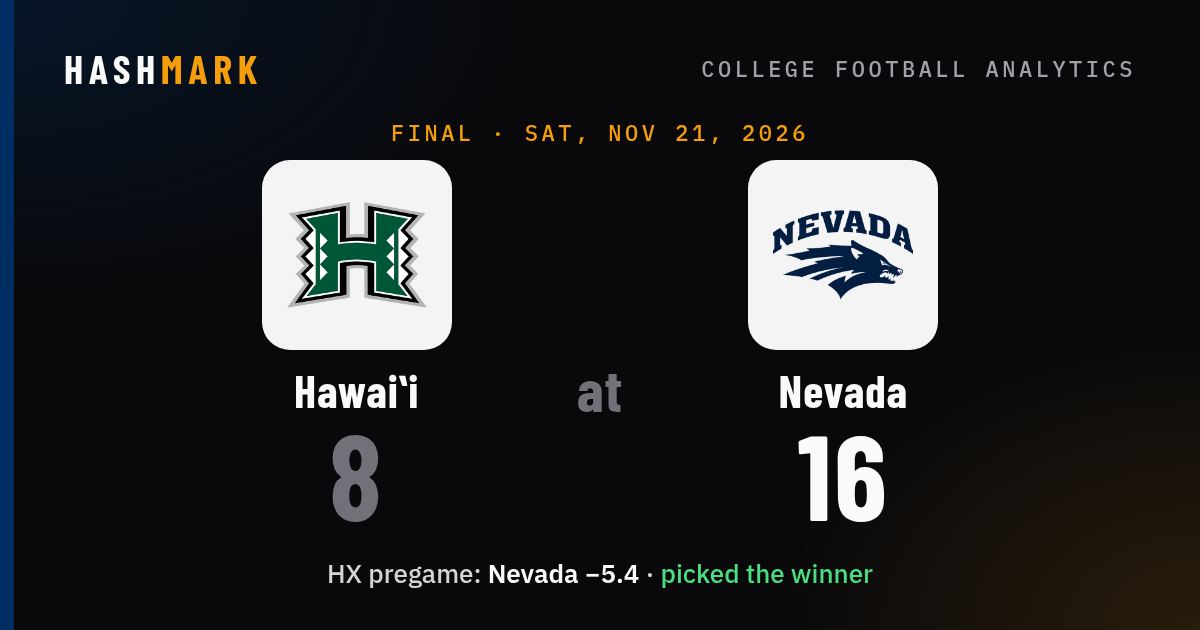 HASHMARK
COLLEGE FOOTBALL ANALYTICS
FINAL · SAT, NOV 21, 2026
H
NEVADA
Hawaiʻi at Nevada
8 16
HX pregame: Nevada −5.4 · picked the winner